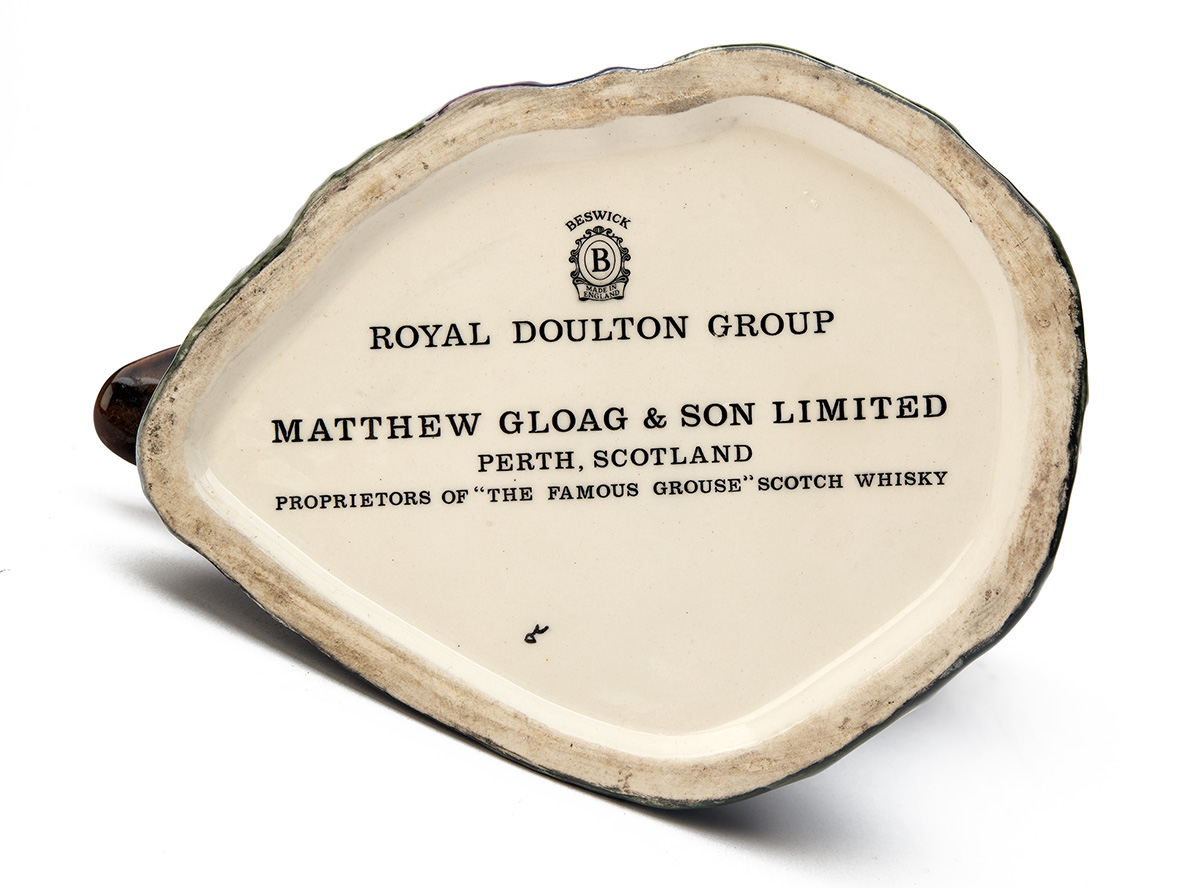 BESWICK
B
MADE IN
ENGLAND
ROYAL DOULTON GROUP
MATTHEW GLOAG & SON LIMITED
PERTH, SCOTLAND
PROPRIETORS OF “THE FAMOUS GROUSE” SCOTCH WHISKY